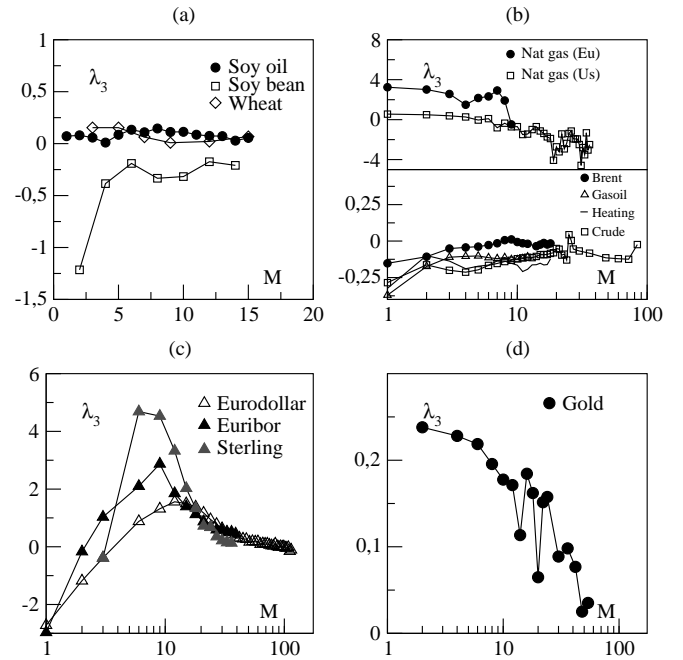 (a)
1
0,5
0
-0,5
-1
-1,5
0 5 10 15 20
λ3
M
Soy oil
Soy bean
Wheat
(b)
8
4
0
-4
λ3
Nat gas (Eu)
Nat gas (Us)
0,25
0
-0,25
Brent
Gasoil
Heating
Crude
M
1 10 100
(c)
6
4
2
0
-2
λ3
Eurodollar
Euribor
Sterling
M
1 10 100
(d)
0,2
0,1
0
λ3
Gold
M
1 10 100